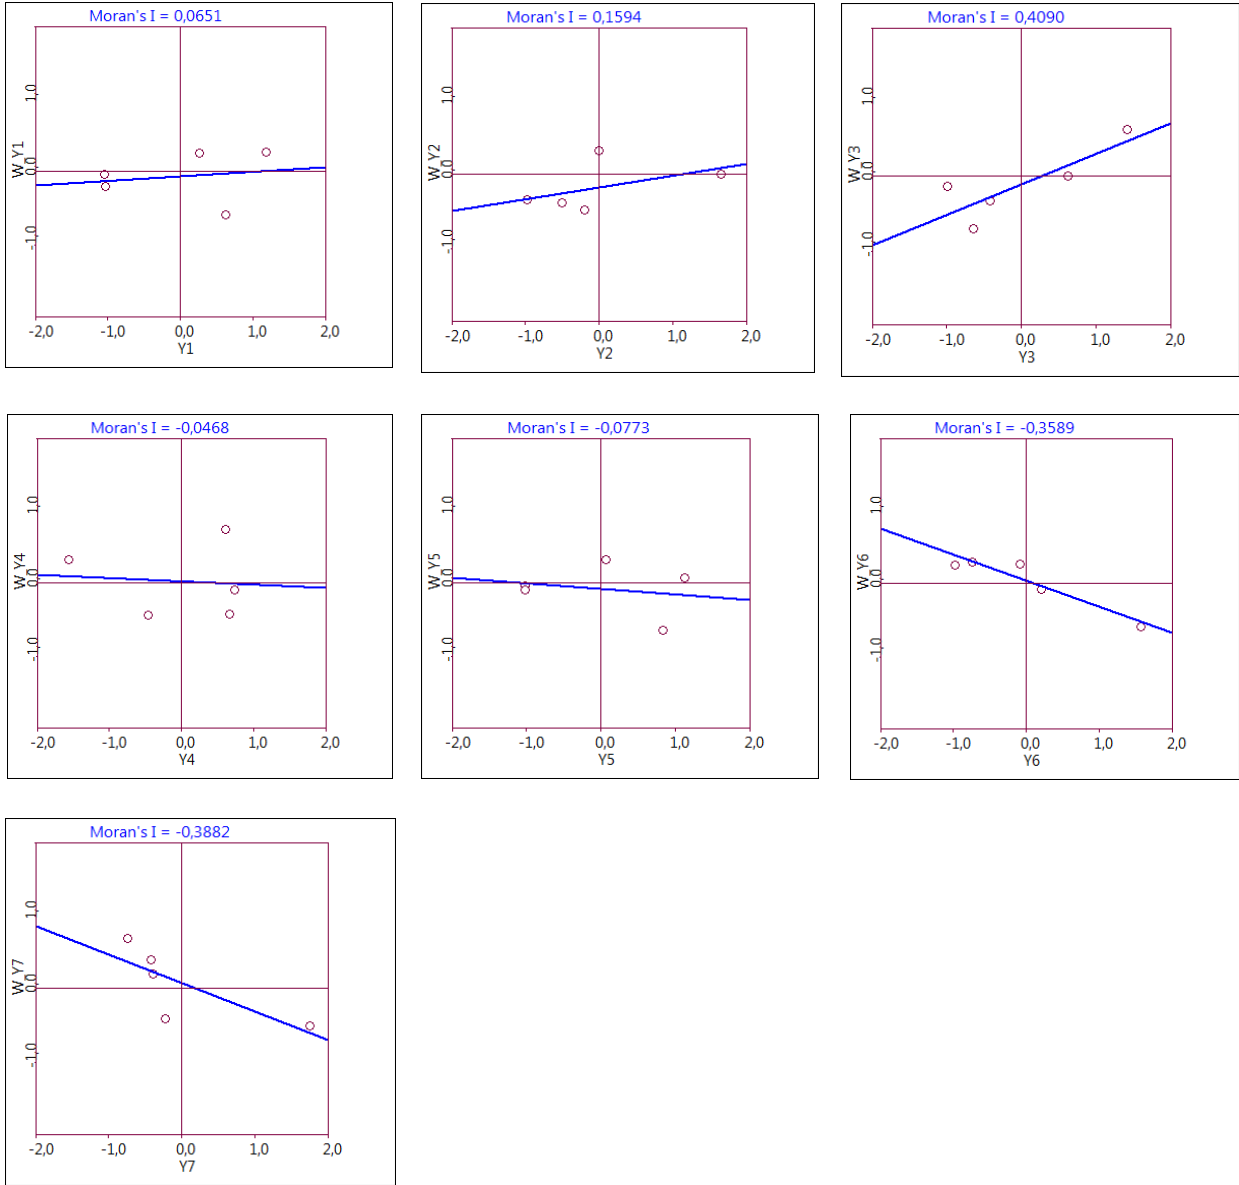 Moran's I = 0,0651
W_Y1
1,0
0,0
-1,0
-2,0 -1,0 0,0 1,0 2,0
Y1
Moran's I = 0,1594
W_Y2
1,0
0,0
-1,0
-2,0 -1,0 0,0 1,0 2,0
Y2
Moran's I = 0,4090
W_Y3
1,0
0,0
-1,0
-2,0 -1,0 0,0 1,0 2,0
Y3
Moran's I = -0,0468
W_Y4
1,0
0,0
-1,0
-2,0 -1,0 0,0 1,0 2,0
Y4
Moran's I = -0,0773
W_Y5
1,0
0,0
-1,0
-2,0 -1,0 0,0 1,0 2,0
Y5
Moran's I = -0,3589
W_Y6
1,0
0,0
-1,0
-2,0 -1,0 0,0 1,0 2,0
Y6
Moran's I = -0,3882
W_Y7
1,0
0,0
-1,0
-2,0 -1,0 0,0 1,0 2,0
Y7